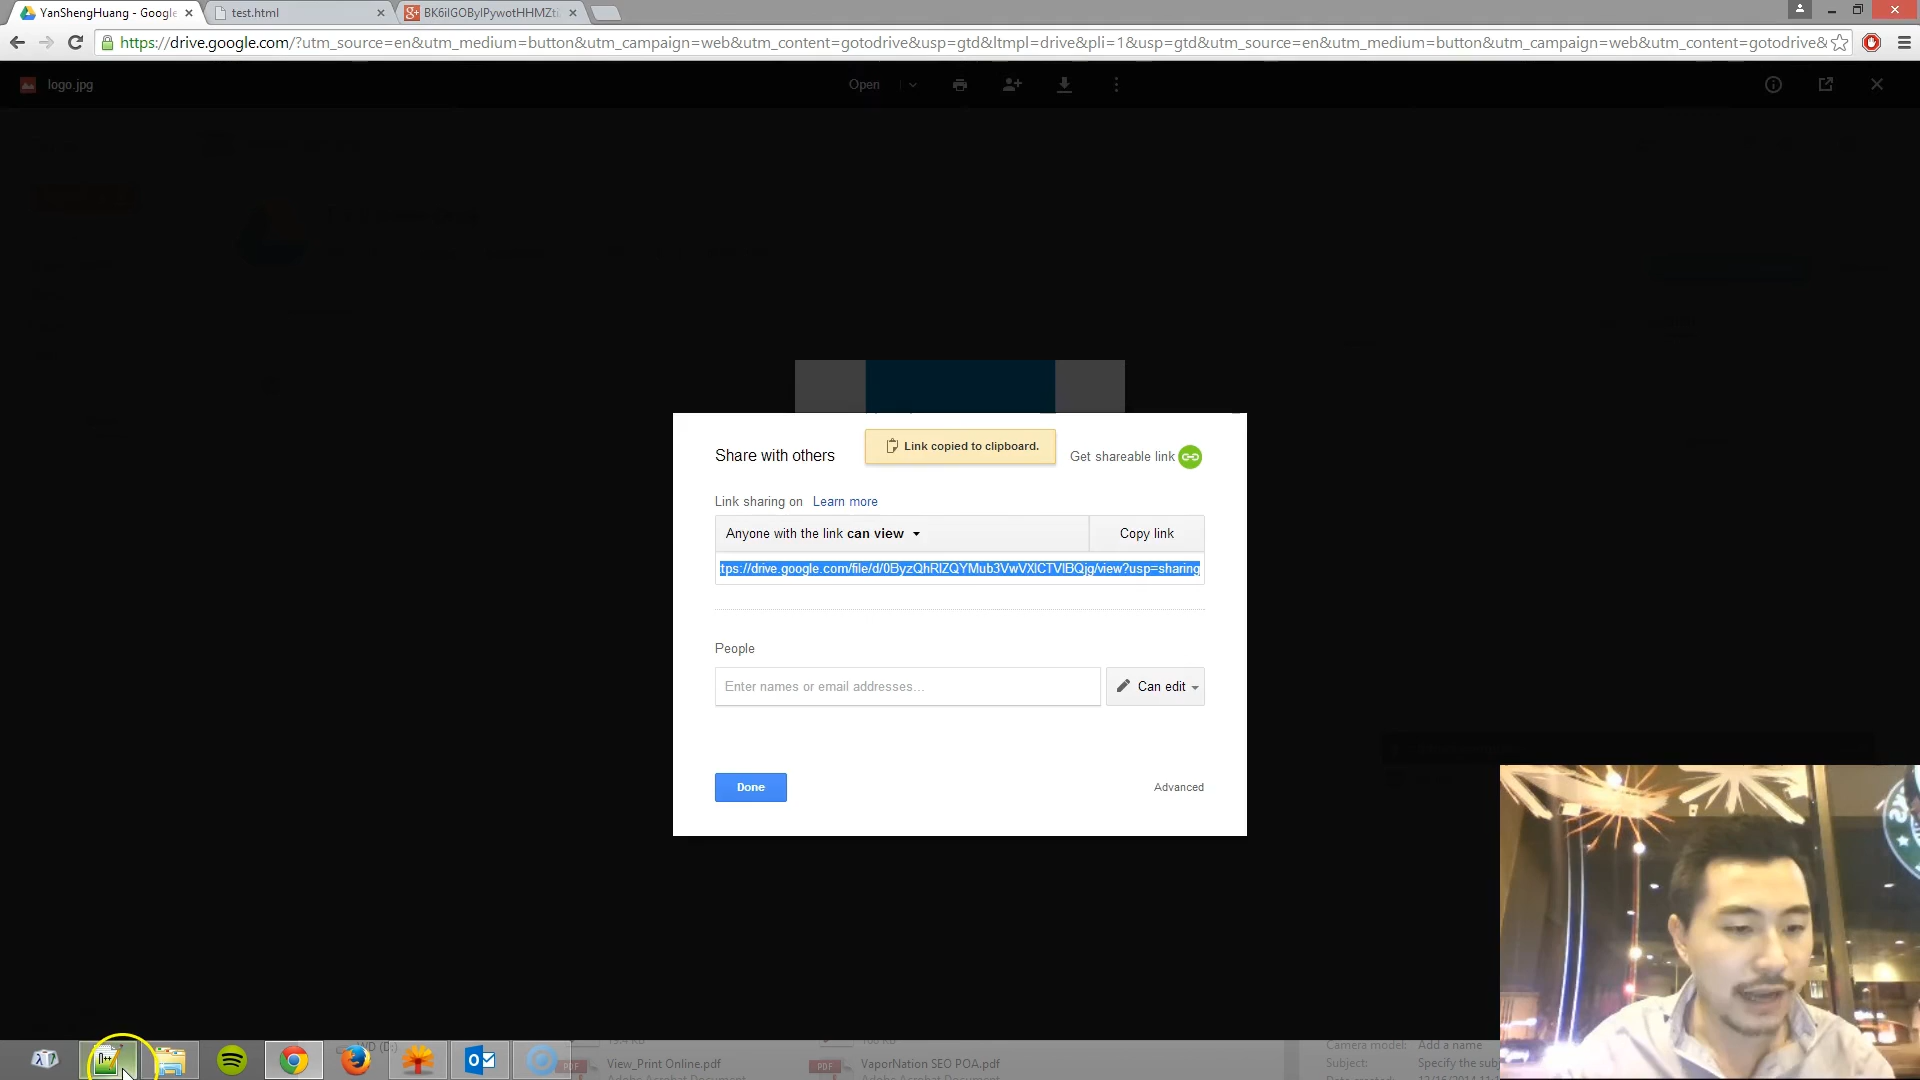 YanShengHuang - Google
test.html
BK6iIGOBylPywotHHMZt
https://drive.google.com/?utm_source=en&utm_medium=button&utm_campaign=web&utm_content=gotodrive&usp=gtd&ltmpl=drive&pli=1&usp=gtd&utm_source=en&utm_medium=button&utm_campaign=web&utm_content=gotodrive&
logo.jpg
Open
Share with others
Link copied to clipboard.
Get shareable link
Link sharing on Learn more
Anyone with the link can view
Copy link
tps://drive.google.com/file/d/0ByzQhRlZQYMub3VwVXlCTVlBQjg/view?usp=sharing
People
Enter names or email addresses...
Can edit
Done
Advanced
WD (D:)
View_Print Online.pdf
VaporNation SEO POA.pdf
Camera model: Add a name
Subject: Specify the sub